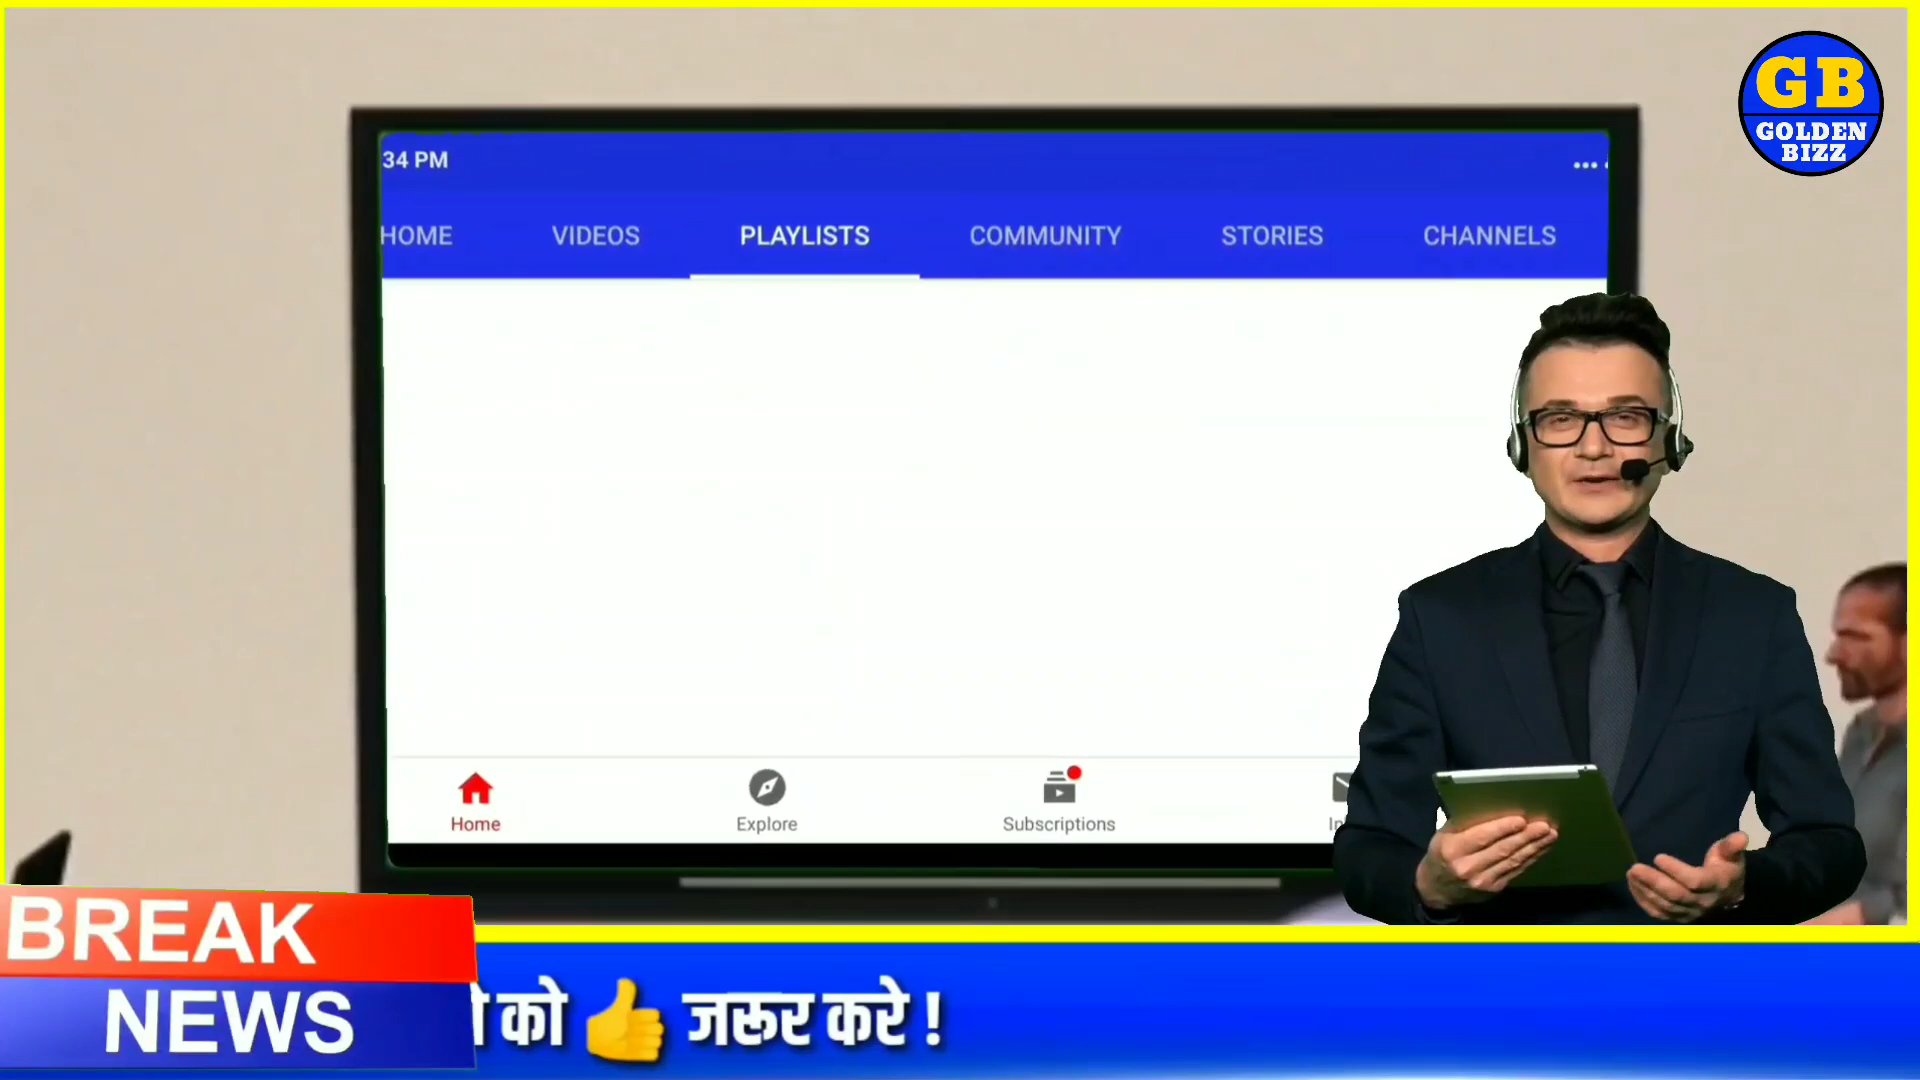 GB
GOLDEN
BIZZ
34 PM
HOME VIDEOS PLAYLISTS COMMUNITY STORIES CHANNELS
Home Explore Subscriptions
BREAK
NEWS
को 👍 जरूर करे !